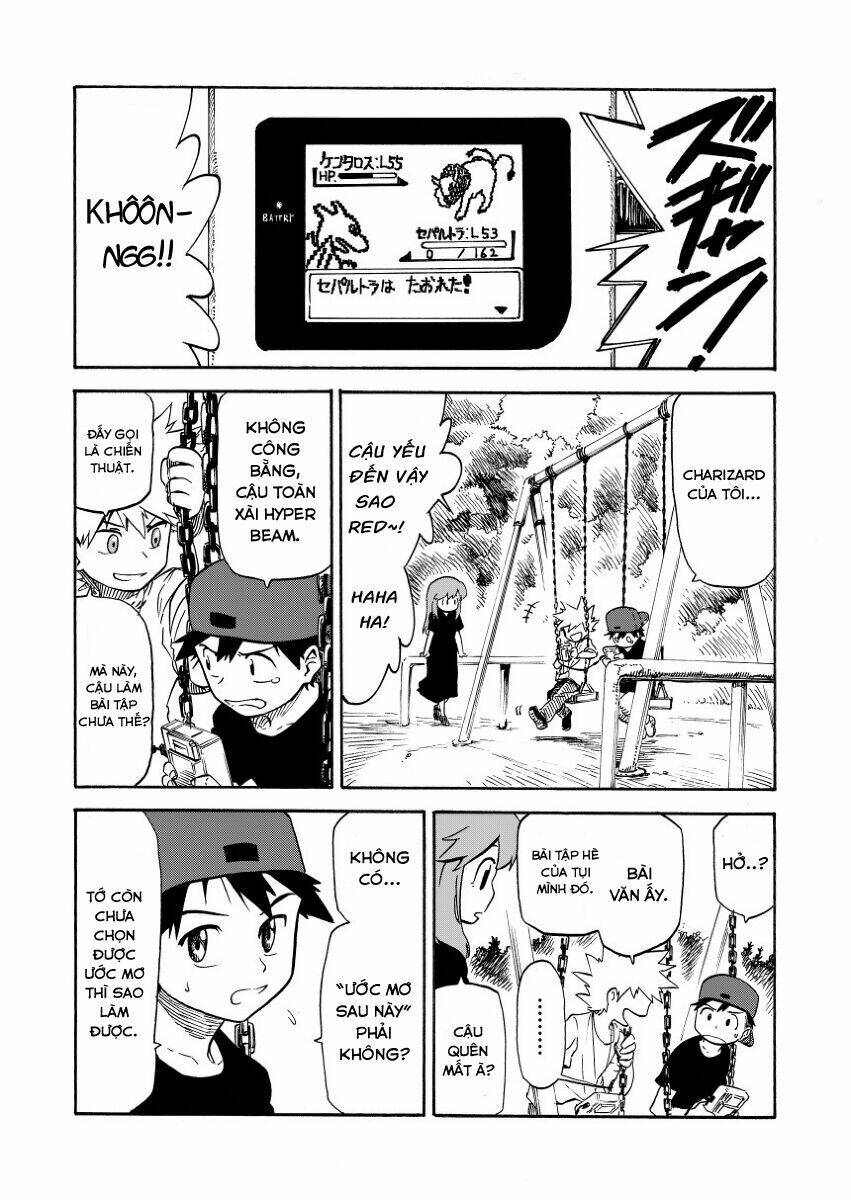 ズギャン!
KHÔÔN-
NGG!!
ケンタロス:L55
HP
BATTRY
セパルトラ:L53
0 / 162
セパルトラは たおれた!
CHARIZARD
CỦA TÔI...
CẬU YẾU
ĐẾN VẬY
SAO
RED~!
HAHA
HA!
KHÔNG
CÔNG
BẰNG,
CẬU TOÀN
XÀI HYPER
BEAM.
ĐẤY GỌI
LÀ CHIẾN
THUẬT.
MÀ NÀY,
CẬU LÀM
BÀI TẬP
CHƯA THẾ?
HỞ..?
BÀI
VĂN ẤY.
BÀI TẬP HÈ
CỦA TỤI
MÌNH ĐÓ.
........
CẬU
QUÊN
MẤT À?
KHÔNG
CÓ...
“ƯỚC MƠ
SAU NÀY“
PHẢI
KHÔNG?
TỚ CÒN
CHƯA
CHỌN
ĐƯỢC
ƯỚC MƠ
THÌ SAO
LÀM
ĐƯỢC.